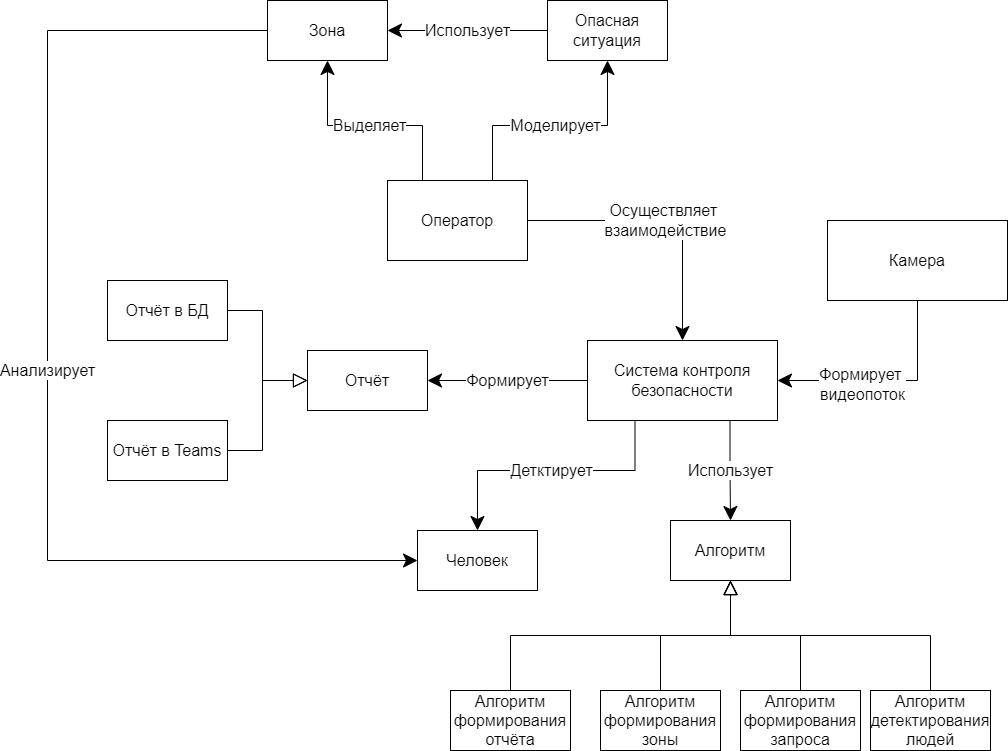 Зона
Использует
Опасная
ситуация
Выделяет
Моделирует
Оператор
Осуществляет
взаимодействие
Камера
Отчёт в БД
Анализирует
Отчёт
Формирует
Система контроля
безопасности
Формирует
видеопоток
Отчёт в Teams
Детктирует
Использует
Человек
Алгоритм
Алгоритм
формирования
отчёта
Алгоритм
формирования
зоны
Алгоритм
формирования
запроса
Алгоритм
детектирования
людей